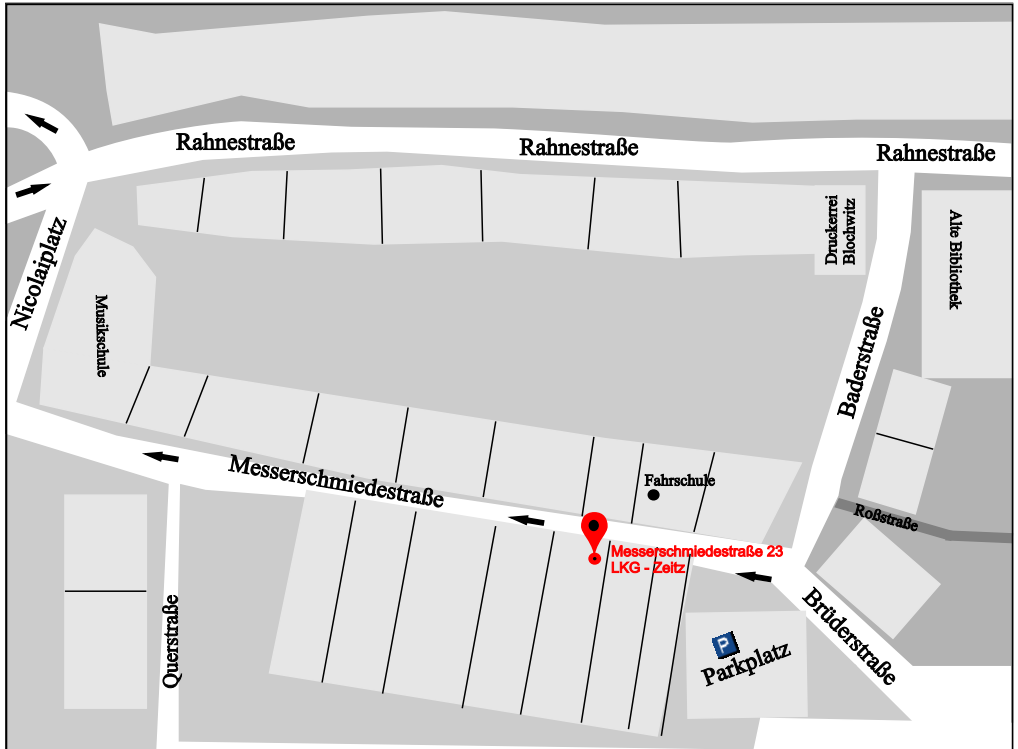 Rahnestraße
Rahnestraße
Rahnestraße
Druckerrei
Blochwitz
Alte Bibliothek
Nicolaiplatz
Musikschule
Baderstraße
Messerschmiedestraße
Fahrschule
Roßstraße
Messerschmiedestraße 23
LKG - Zeitz
Querstraße
Brüderstraße
P
Parkplatz